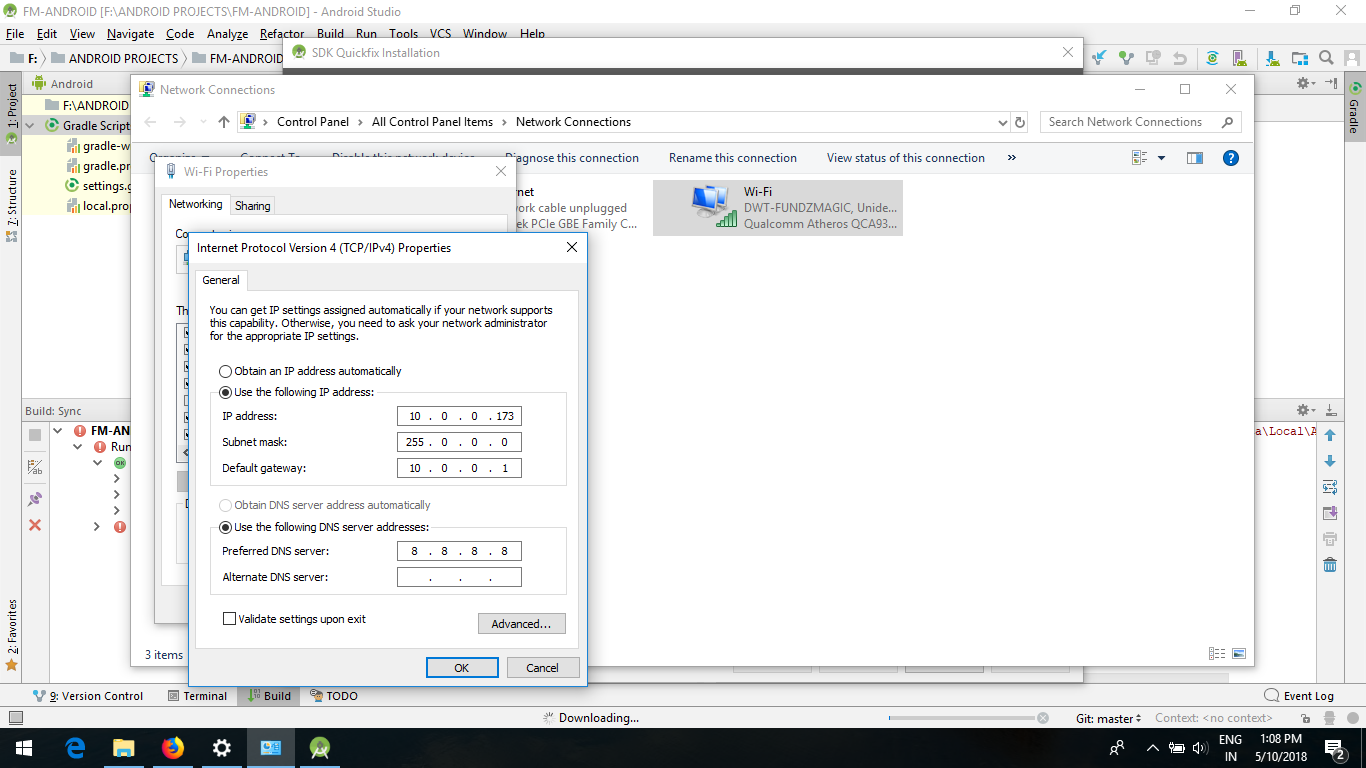 FM-ANDROID [F:\ANDROID PROJECTS\FM-ANDROID] - Android Studio
File Edit View Navigate Code Analyze Refactor Build Run Tools VCS Window Help
F: ANDROID PROJECTS FM-ANDROID
SDK Quickfix Installation
1: Project
Z: Structure
2: Favorites
Android
F:\ANDROID
Gradle Script
gradle-w
gradle.pr
settings.g
local.prop
Gradle
Network Connections
Control Panel > All Control Panel Items > Network Connections
Search Network Connections
Organize Connect To Disable this network device Diagnose this connection Rename this connection View status of this connection »
rnet
work cable unplugged
ek PCIe GBE Family C...
Wi-Fi
DWT-FUNDZMAGIC, Unide...
Qualcomm Atheros QCA93...
3 items
Wi-Fi Properties
Networking Sharing
Th
Internet Protocol Version 4 (TCP/IPv4) Properties
General
You can get IP settings assigned automatically if your network supports
this capability. Otherwise, you need to ask your network administrator
for the appropriate IP settings.
Obtain an IP address automatically
Use the following IP address:
IP address: 10 . 0 . 0 . 173
Subnet mask: 255 . 0 . 0 . 0
Default gateway: 10 . 0 . 0 . 1
Obtain DNS server address automatically
Use the following DNS server addresses:
Preferred DNS server: 8 . 8 . 8 . 8
Alternate DNS server: . . .
Validate settings upon exit
Advanced...
OK Cancel
Build: Sync
FM-AN
Run
OK
a\Local\A
9: Version Control Terminal Build TODO Event Log
Downloading...
Git: master Context: <no context>
ENG
IN
1:08 PM
5/10/2018
2